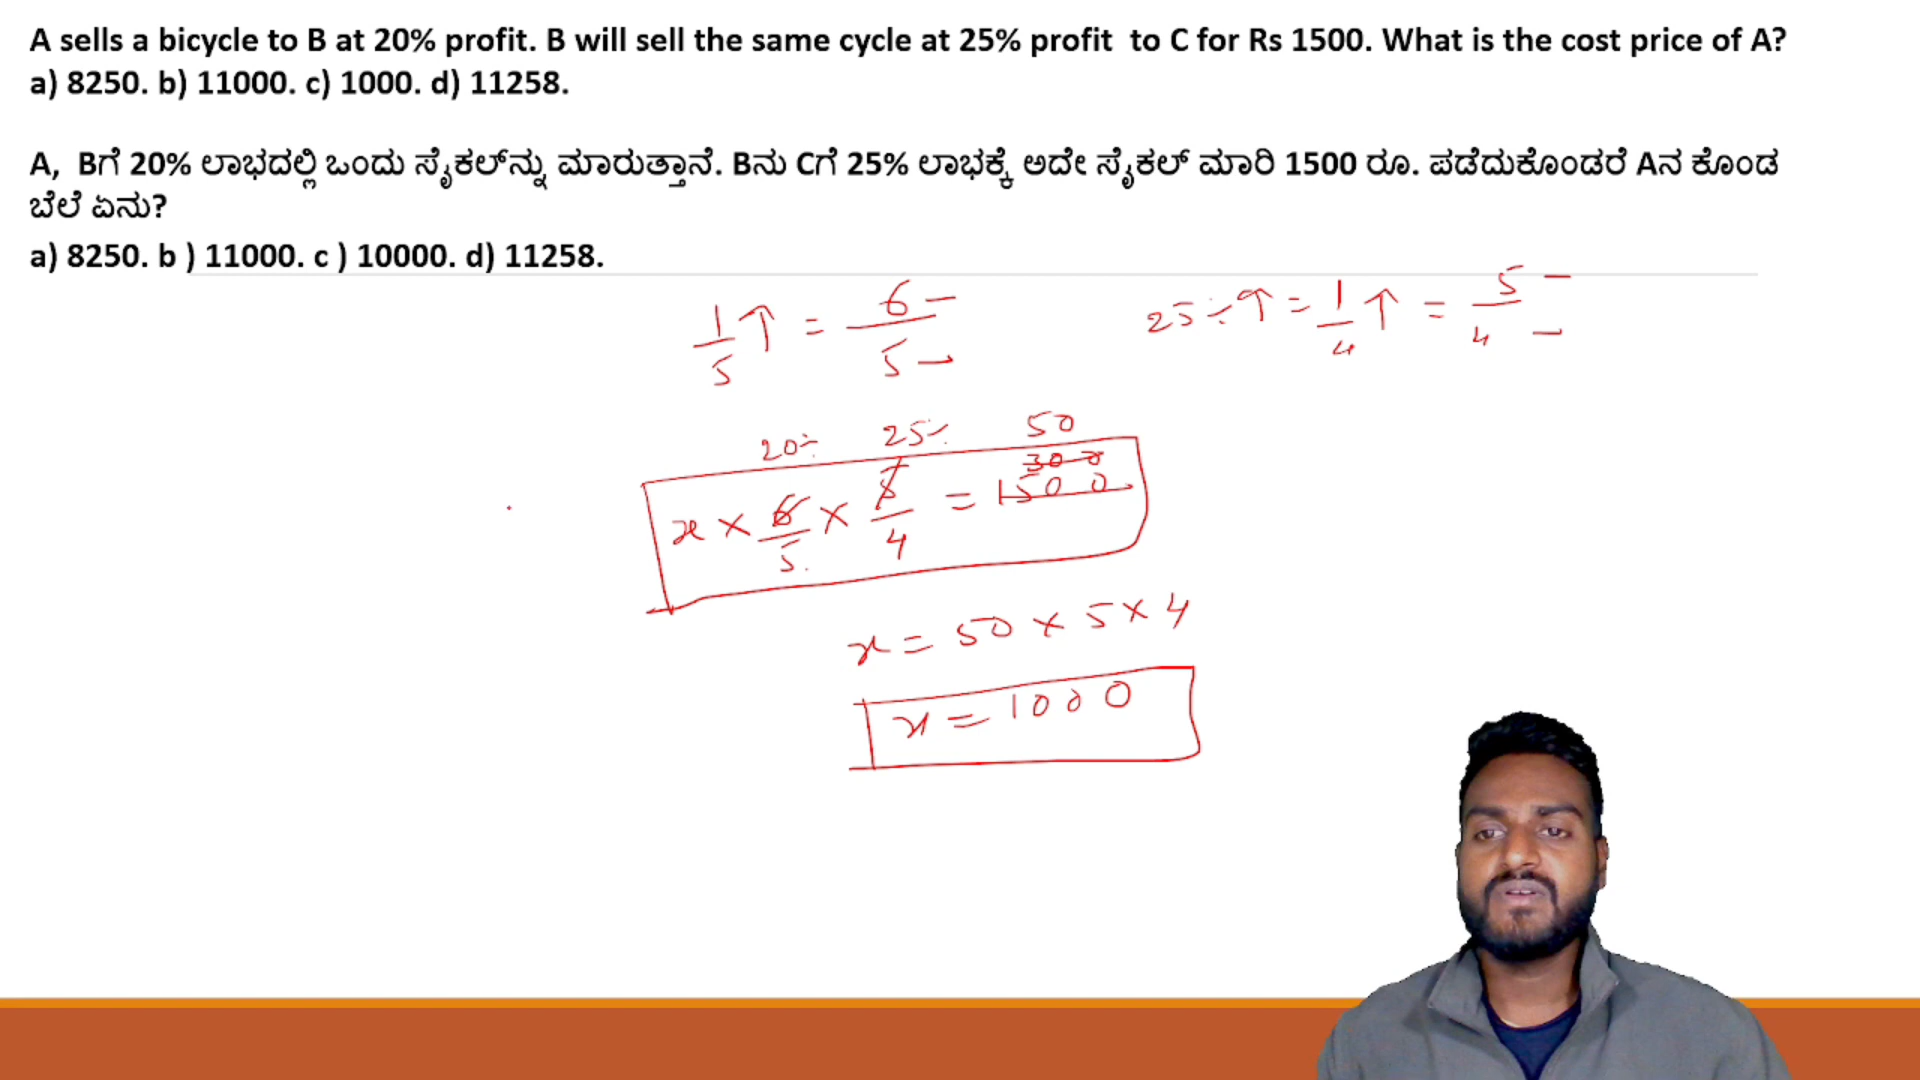 A sells a bicycle to B at 20% profit. B will sell the same cycle at 25% profit  to C for Rs 1500. What is the cost price of A?
a) 8250. b) 11000. c) 1000. d) 11258.
A,  Bಗೆ 20% ಲಾಭದಲ್ಲಿ ಒಂದು ಸೈಕಲ್‌ನ್ನು ಮಾರುತ್ತಾನೆ. Bನು Cಗೆ 25% ಲಾಭಕ್ಕೆ ಅದೇ ಸೈಕಲ್ ಮಾರಿ 1500 ರೂ. ಪಡೆದುಕೊಂಡರೆ Aನ ಕೊಂಡ
ಬೆಲೆ ಏನು?
a) 8250. b ) 11000. c ) 10000. d) 11258.
1/5 ↑ = 6/5
25% ↑ = 1/4 ↑ = 5/4
20% 25% 50
300
x × 6/5 × 5/4 = 1500
x = 50 × 5 × 4
x = 1000